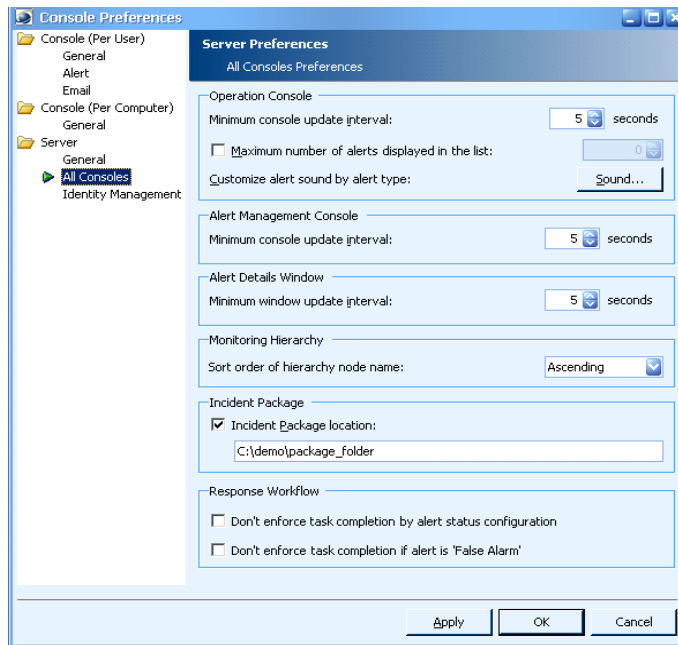 Console Preferences
Console (Per User)
General
Alert
Email
Console (Per Computer)
General
Server
General
All Consoles
Identity Management
Server Preferences
All Consoles Preferences
Operation Console
Minimum console update interval: 5 seconds
Maximum number of alerts displayed in the list: 0
Customize alert sound by alert type: Sound...
Alert Management Console
Minimum console update interval: 5 seconds
Alert Details Window
Minimum window update interval: 5 seconds
Monitoring Hierarchy
Sort order of hierarchy node name: Ascending
Incident Package
Incident Package location:
C:\demo\package_folder
Response Workflow
Don't enforce task completion by alert status configuration
Don't enforce task completion if alert is 'False Alarm'
Apply OK Cancel